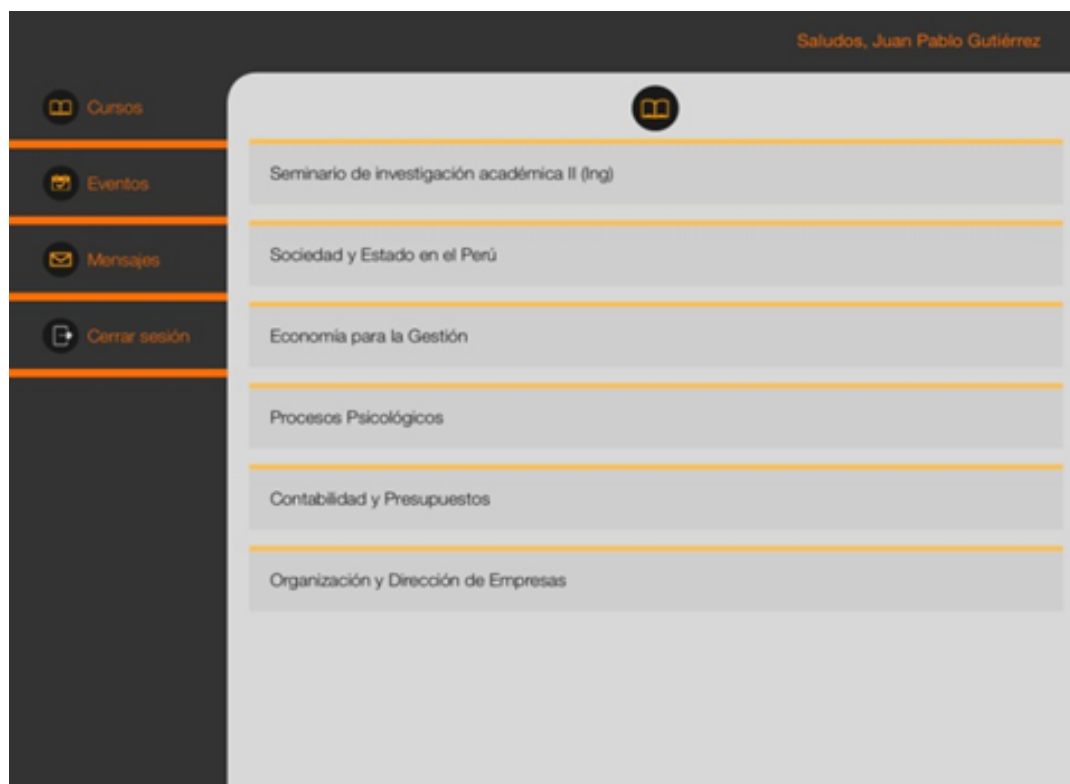 Saludos, Juan Pablo Gutiérrez
Cursos
Eventos
Mensajes
Cerrar sesión
Seminario de investigación académica II (Ing)
Sociedad y Estado en el Perú
Economía para la Gestión
Procesos Psicológicos
Contabilidad y Presupuestos
Organización y Dirección de Empresas